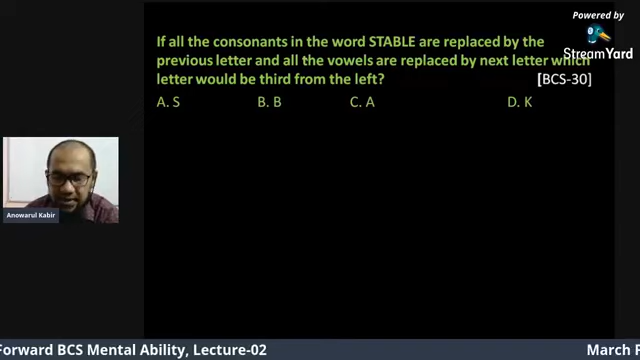 Powered by
StreamYard
If all the consonants in the word STABLE are replaced by the
previous letter and all the vowels are replaced by next letter which
letter would be third from the left? [BCS-30]
A. S B. B C. A D. K
Anowarul Kabir
Forward BCS Mental Ability, Lecture-02 March F